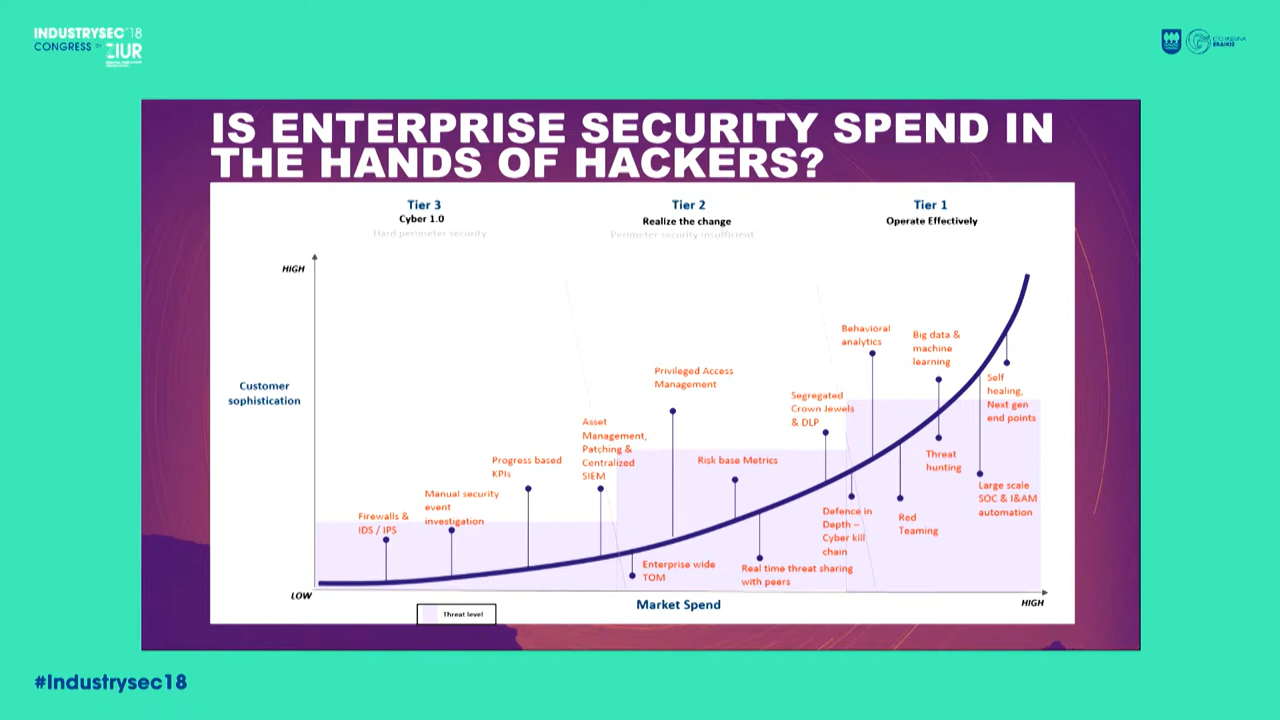 INDUSTRYSEC'18
CONGRESS BY ZIUR
IS ENTERPRISE SECURITY SPEND IN
THE HANDS OF HACKERS?
Tier 3
Cyber 1.0
Hard perimeter security
Tier 2
Realize the change
Perimeter security insufficient
Tier 1
Operate Effectively
HIGH
Customer
sophistication
LOW
Firewalls &
IDS / IPS
Manual security
event
investigation
Progress based
KPIs
Asset
Management,
Patching &
Centralized
SIEM
Privileged Access
Management
Risk base Metrics
Enterprise wide
TOM
Real time threat sharing
with peers
Segregated
Crown Jewels
& DLP
Defence in
Depth –
Cyber kill
chain
Behavioral
analytics
Big data &
machine
learning
Red
Teaming
Threat
hunting
Self
healing,
Next gen
end points
Large scale
SOC & I&AM
automation
Threat level
Market Spend
HIGH
#Industrysec18